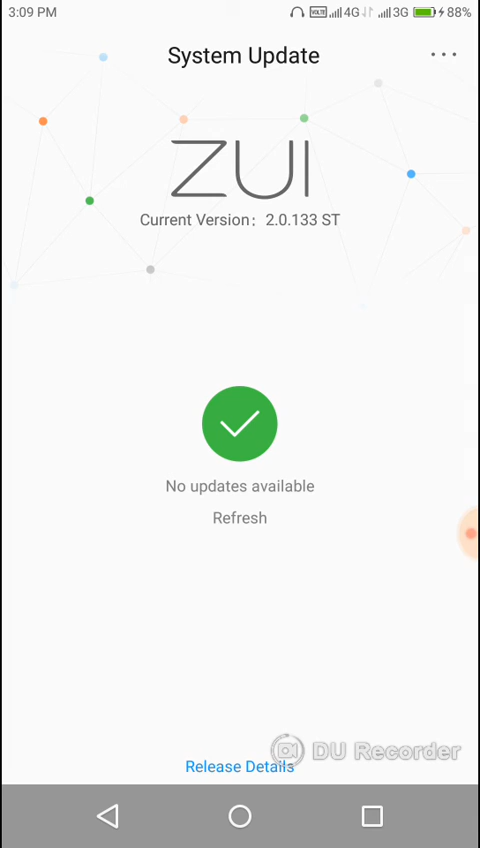 3:09 PM VoLTE 4G 3G 88%
System Update
ZUI
Current Version: 2.0.133 ST
No updates available
Refresh
DU Recorder
Release Details